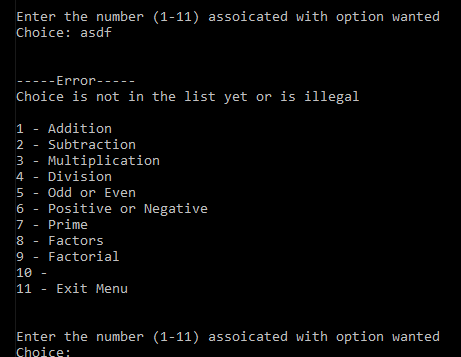 Enter the number (1-11) assoicated with option wanted
Choice: asdf
-----Error-----
Choice is not in the list yet or is illegal
1 - Addition
2 - Subtraction
3 - Multiplication
4 - Division
5 - Odd or Even
6 - Positive or Negative
7 - Prime
8 - Factors
9 - Factorial
10 -
11 - Exit Menu
Enter the number (1-11) assoicated with option wanted
Choice: